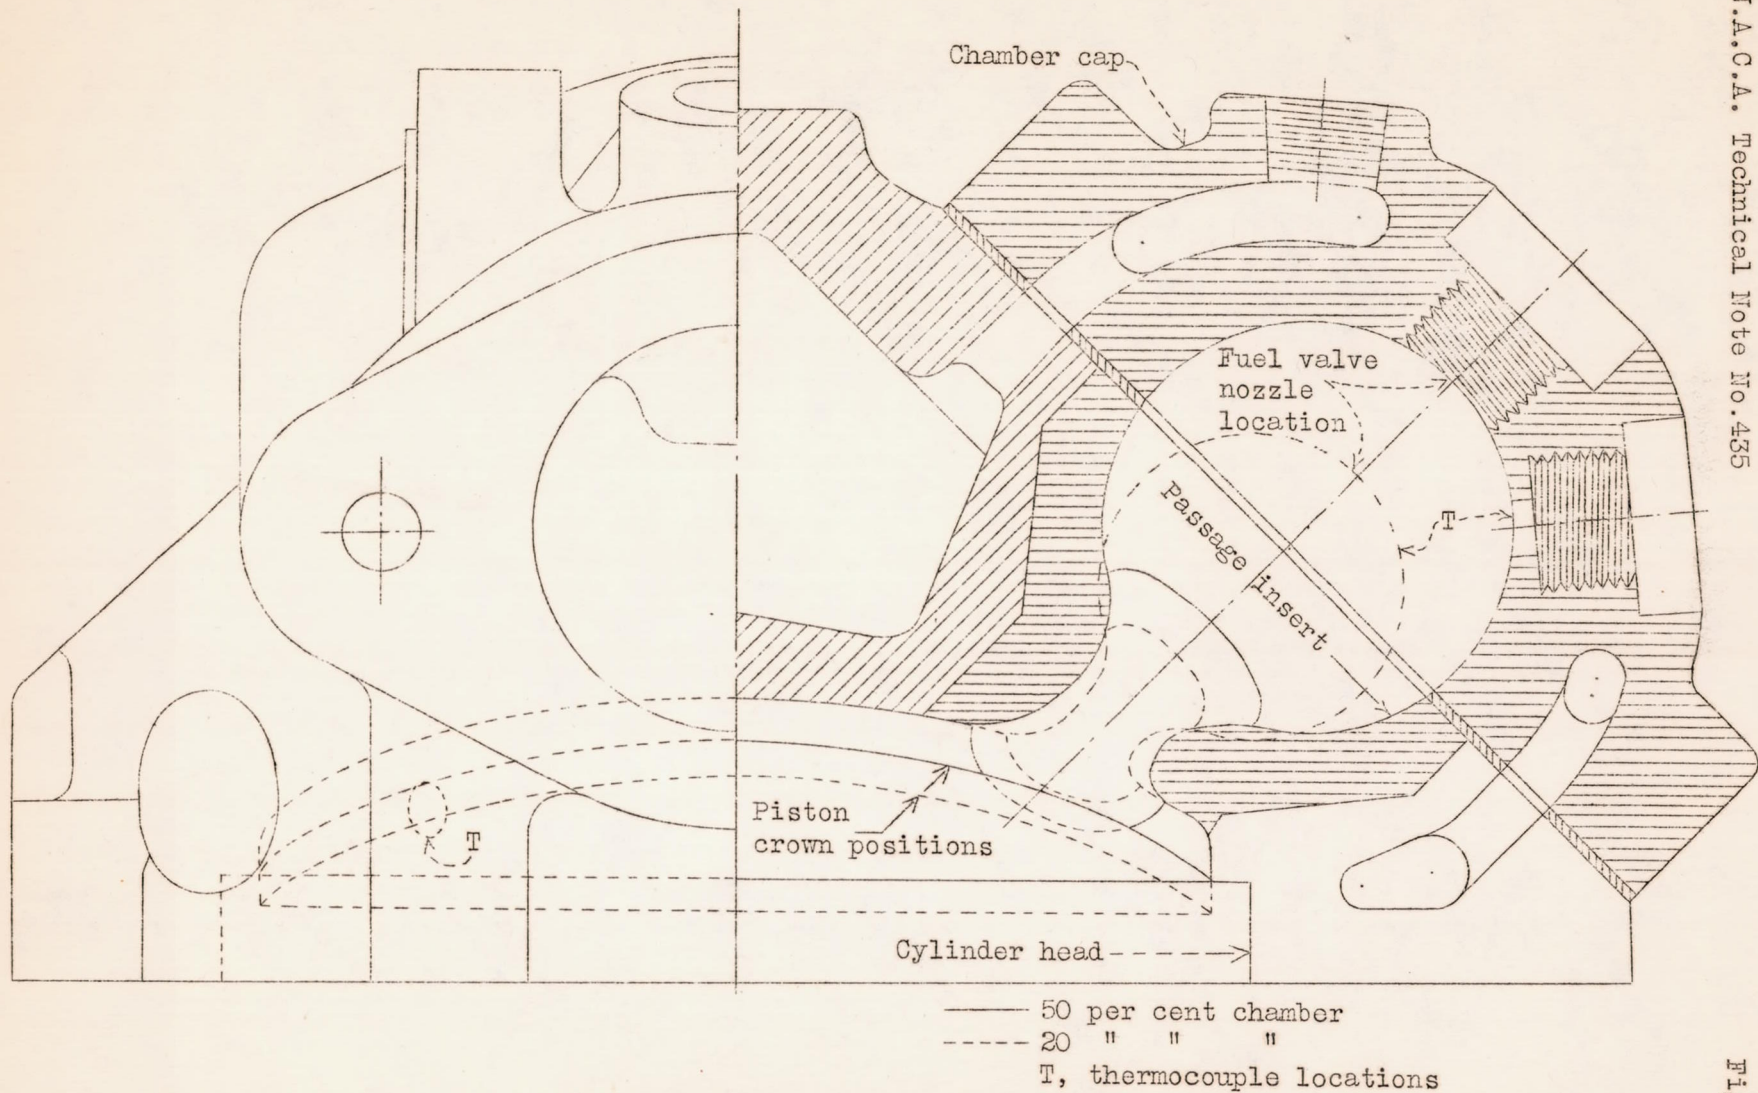 N.A.C.A. Technical Note No.435
Chamber cap
Fuel valve
nozzle
location
T
Passage insert
Piston
crown positions
T
Cylinder head
50 per cent chamber
20 " " "
T, thermocouple locations